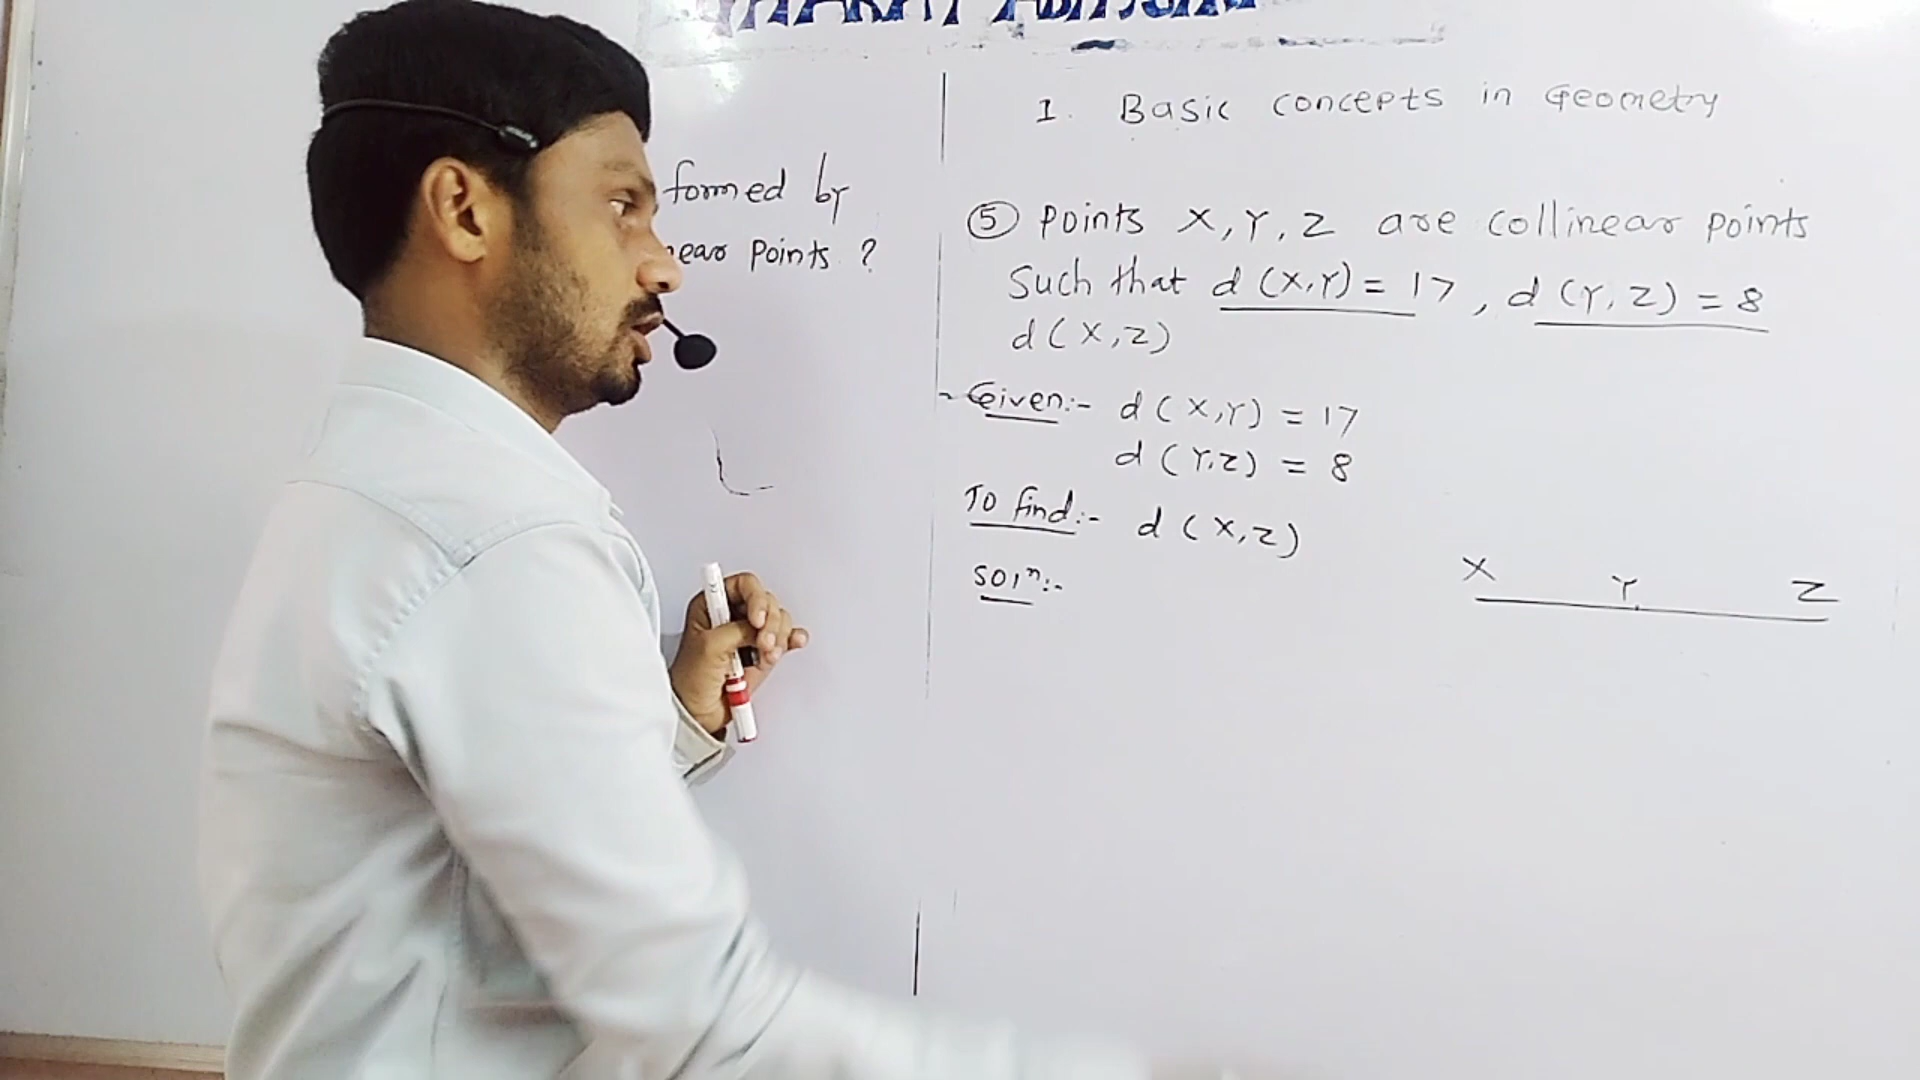 formed by
Points ?
1. Basic concepts in Geometry
⑤ Points X, Y, Z are collinear points
Such that d (X,Y) = 17, d (Y, Z) = 8
d (X, Z)
Given:- d (X,Y) = 17
d (Y,Z) = 8
To find:- d (X,Z)
Solⁿ:-
X Y Z